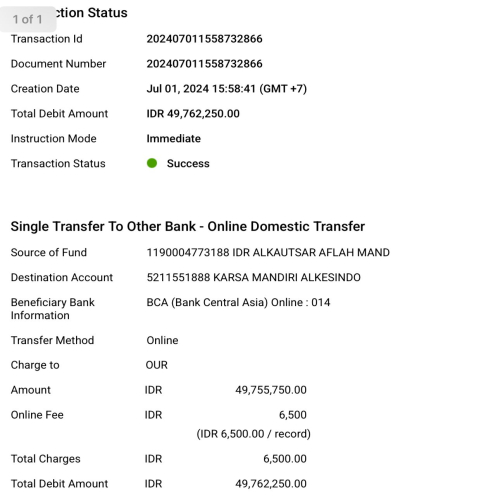 1 of 1
ction Status
Transaction Id 202407011558732866
Document Number 202407011558732866
Creation Date Jul 01, 2024 15:58:41 (GMT +7)
Total Debit Amount IDR 49,762,250.00
Instruction Mode Immediate
Transaction Status Success
Single Transfer To Other Bank - Online Domestic Transfer
Source of Fund 1190004773188 IDR ALKAUTSAR AFLAH MAND
Destination Account 5211551888 KARSA MANDIRI ALKESINDO
Beneficiary Bank BCA (Bank Central Asia) Online : 014
Information
Transfer Method Online
Charge to OUR
Amount IDR 49,755,750.00
Online Fee IDR 6,500
(IDR 6,500.00 / record)
Total Charges IDR 6,500.00
Total Debit Amount IDR 49,762,250.00